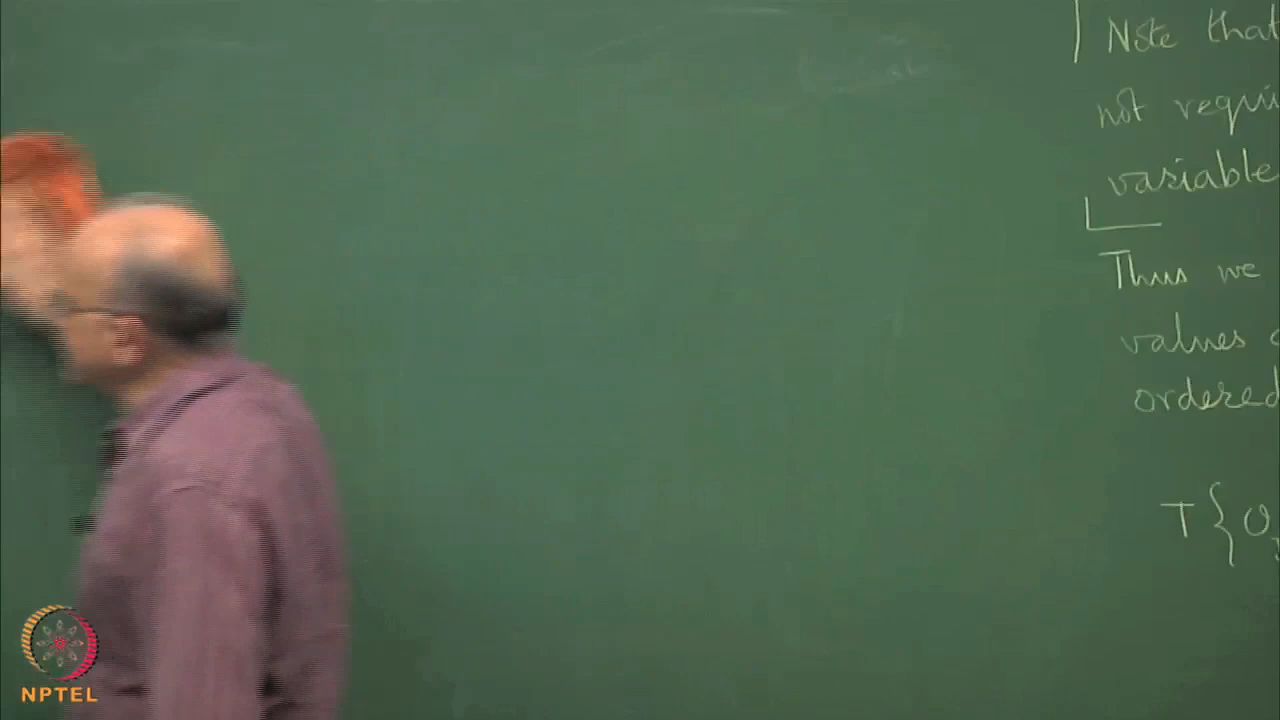 Note that
not requi
variable
Thus we
values
ordered
T { O
NPTEL